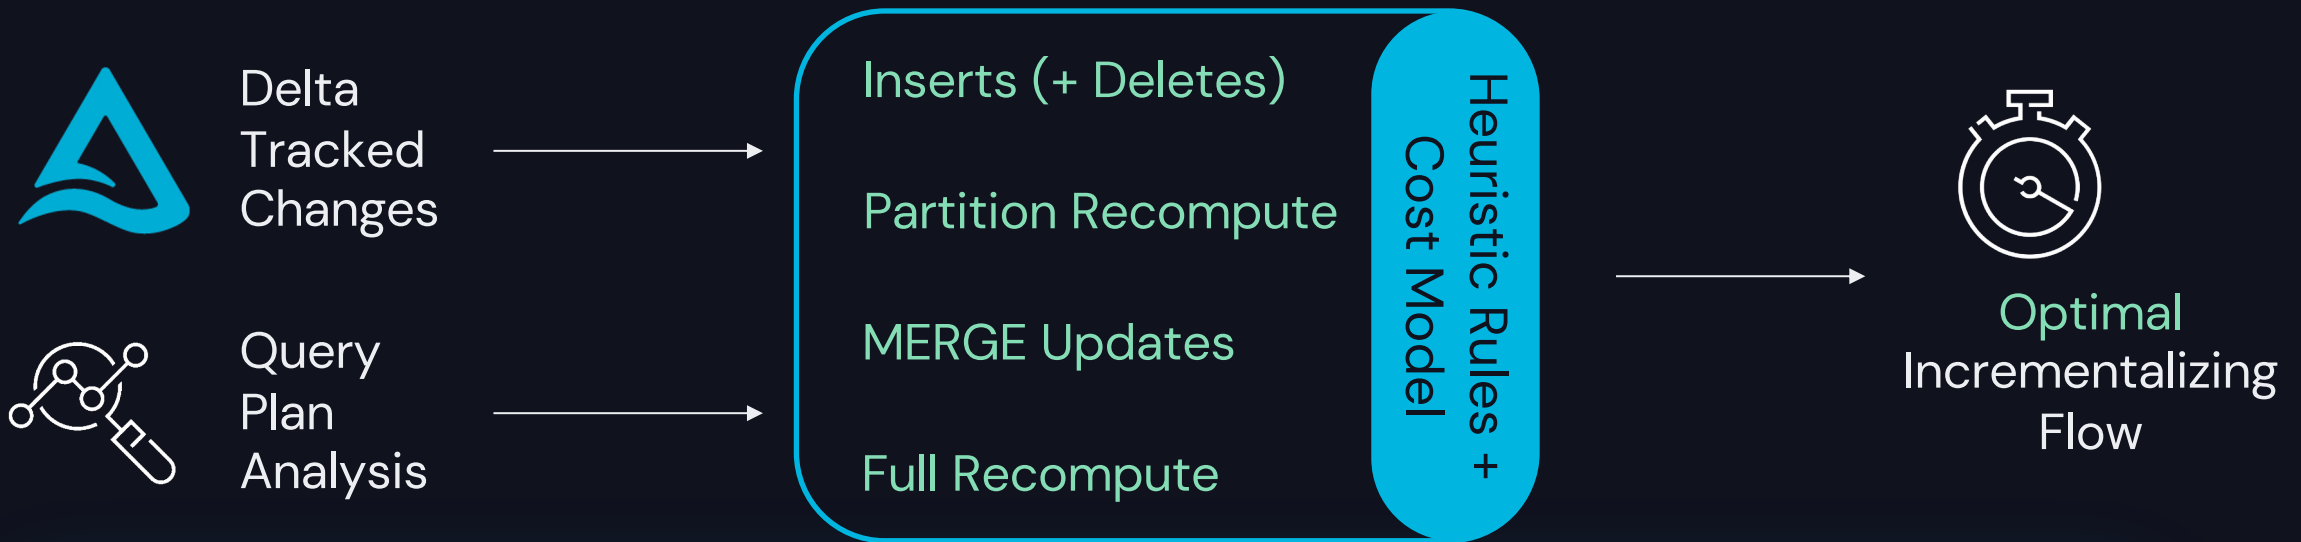 Delta
Tracked
Changes
Query
Plan
Analysis
Inserts (+ Deletes)
Partition Recompute
MERGE Updates
Full Recompute
Heuristic Rules +
Cost Model
Optimal
Incrementalizing
Flow